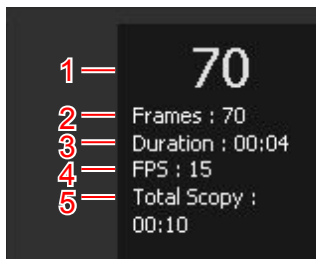 1 70
2 Frames : 70
3 Duration : 00:04
4 FPS : 15
5 Total Scopy :
00:10